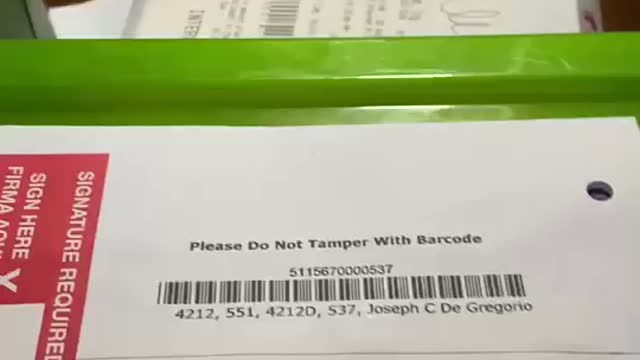 Please Do Not Tamper With Barcode
5115670000537
4212, 551, 4212D, 537, Joseph C De Gregorio
SIGNATURE REQUIRED
SIGN HERE
FIRMA AQUI
X